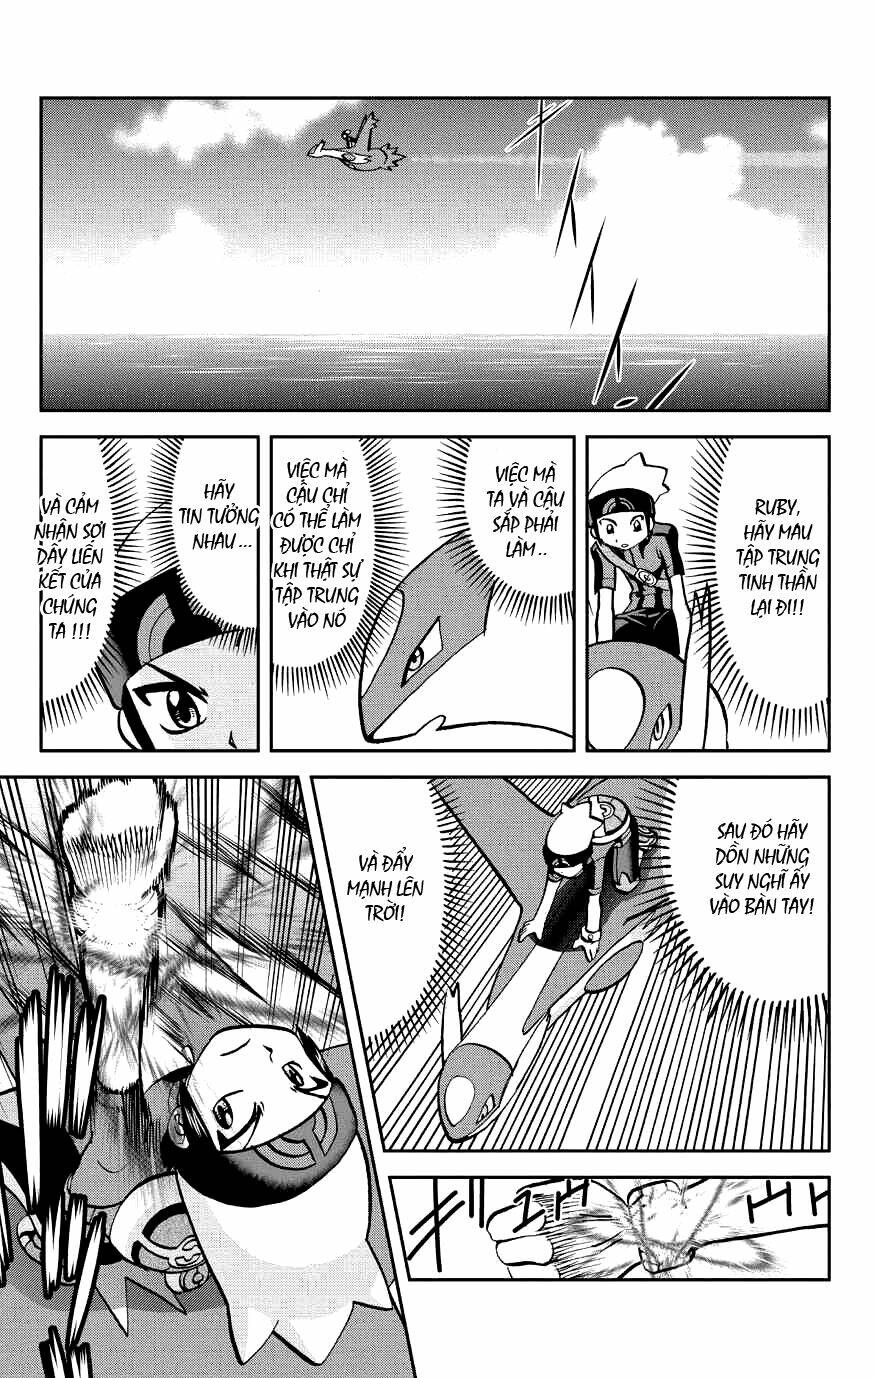 RUBY,
HÃY MAU
TẬP TRUNG
TINH THẦN
LẠI ĐI!!
VIỆC MÀ
TA VÀ CẬU
SẮP PHẢI
LÀM ..
VIỆC MÀ
CẬU CHỈ
CÓ THỂ LÀM
ĐƯỢC CHỈ
KHI THẬT SỰ
TẬP TRUNG
VÀO NÓ
HÃY
TIN TƯỞNG
NHAU ...
VÀ CẢM
NHẬN SỢI
DÂY LIÊN
KẾT CỦA
CHÚNG
TA !!!
SAU ĐÓ HÃY
DỒN NHỮNG
SUY NGHĨ ẤY
VÀO BÀN TAY!
VÀ ĐẨY
MẠNH LÊN
TRỜI!